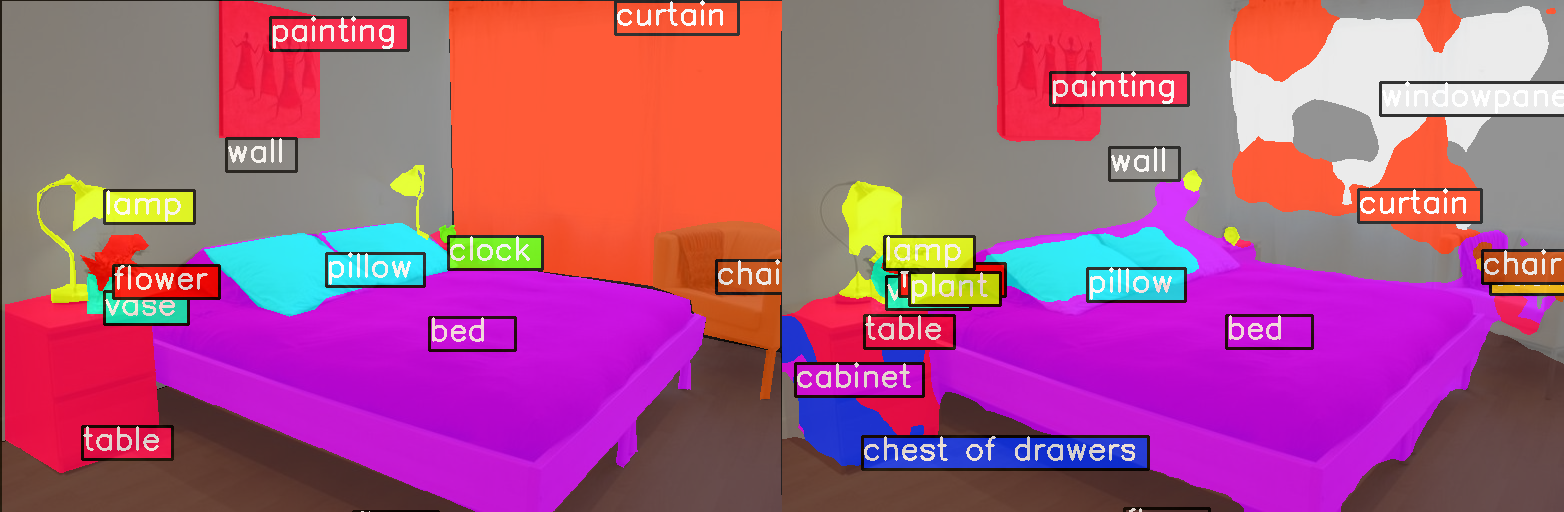 painting
curtain
wall
lamp
clock
pillow
flower
chai
vase
bed
table
painting
windowpane
wall
curtain
lamp
chair
pillow
plant
table
bed
cabinet
chest of drawers